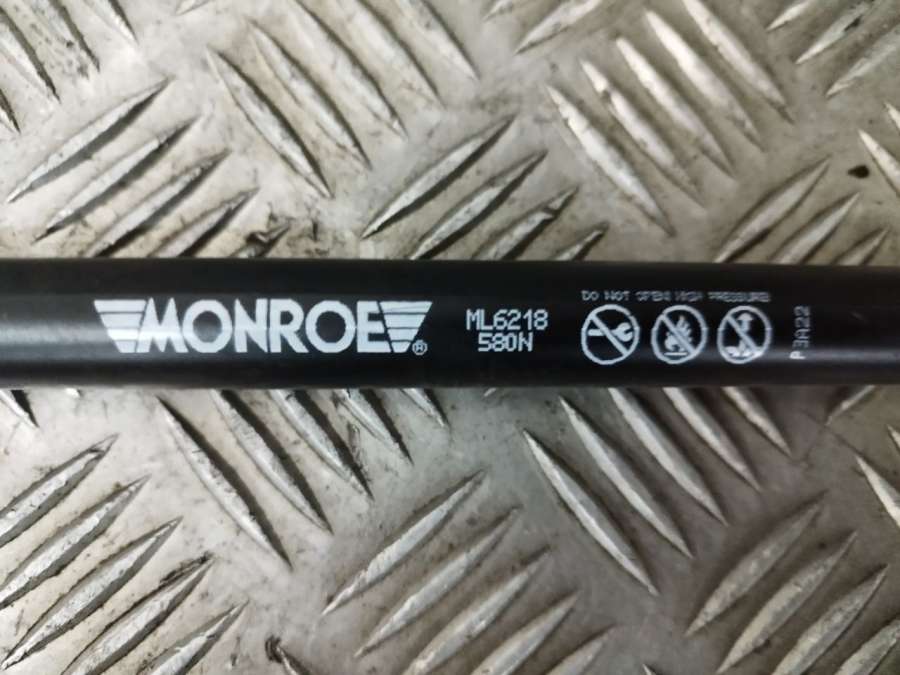 MONROE®
ML6218
580N
DO NOT OPEN! HIGH PRESSURE!
P3A22